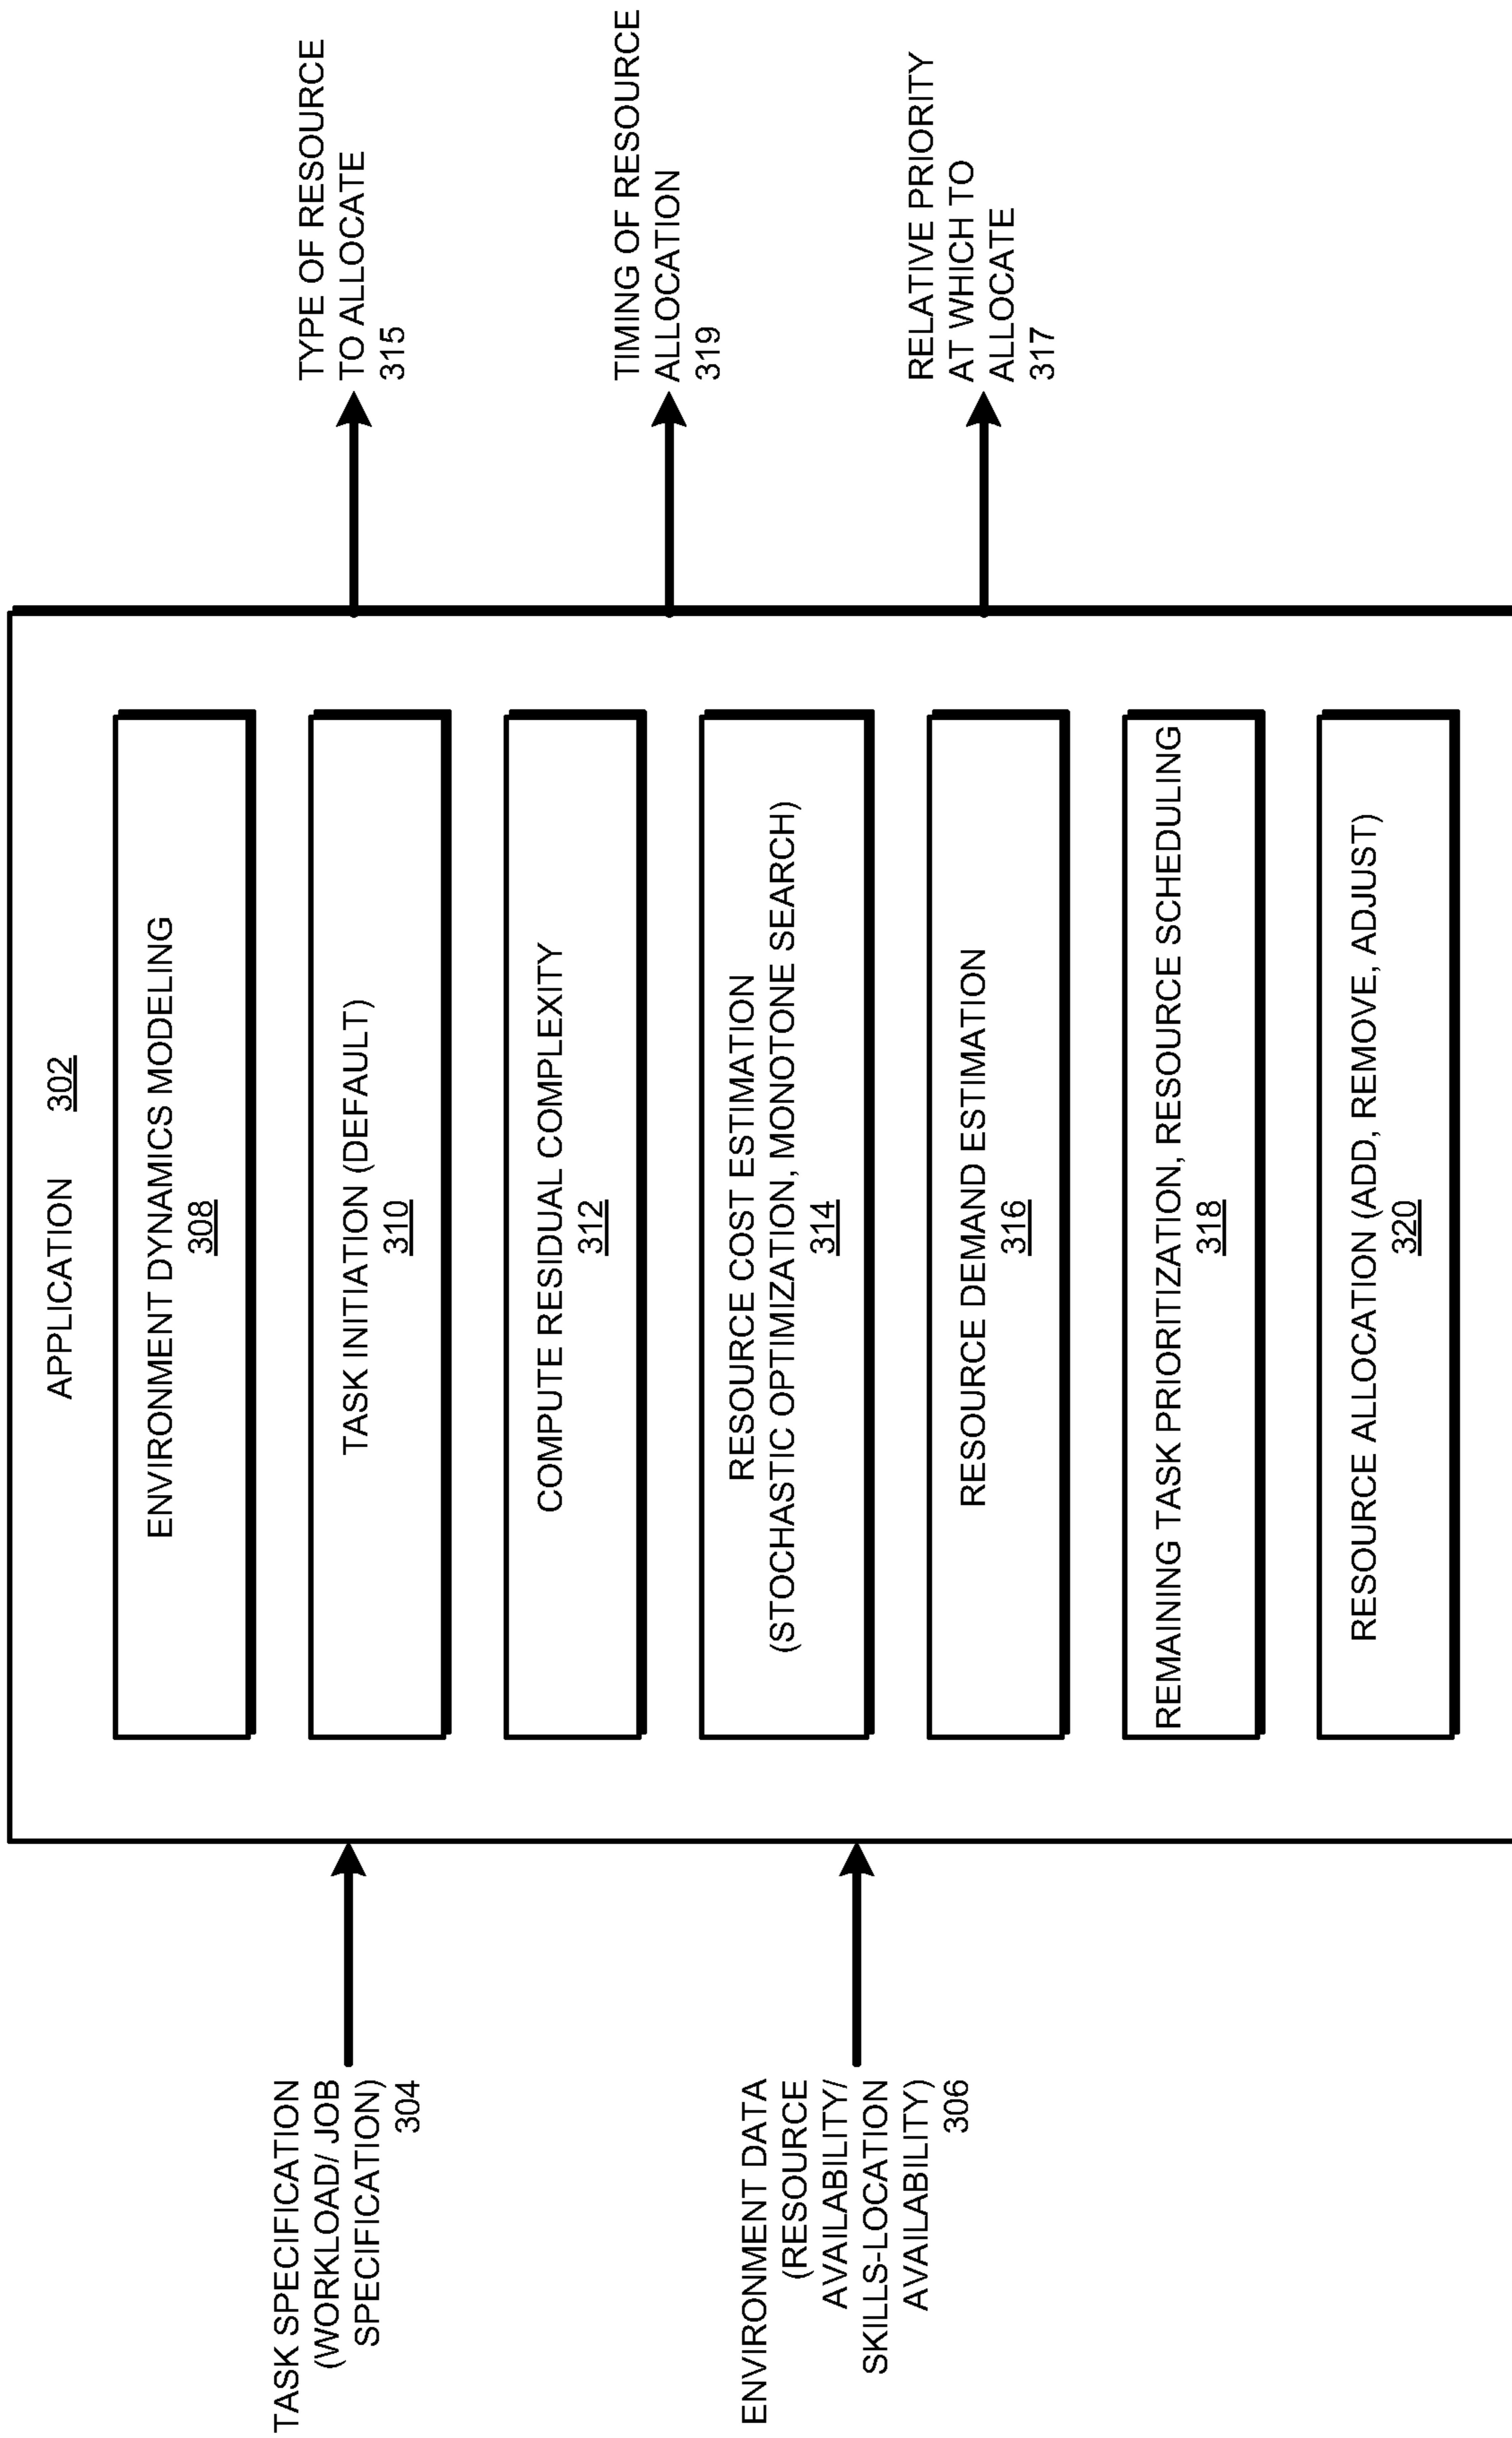 APPLICATION 302
TASK SPECIFICATION
(WORKLOAD/ JOB
SPECIFICATION)
304
ENVIRONMENT DATA
(RESOURCE
AVAILABILITY/
SKILLS-LOCATION
AVAILABILITY)
306
ENVIRONMENT DYNAMICS MODELING
308
TASK INITIATION (DEFAULT)
310
COMPUTE RESIDUAL COMPLEXITY
312
RESOURCE COST ESTIMATION
(STOCHASTIC OPTIMIZATION, MONOTONE SEARCH)
314
RESOURCE DEMAND ESTIMATION
316
REMAINING TASK PRIORITIZATION, RESOURCE SCHEDULING
318
RESOURCE ALLOCATION (ADD, REMOVE, ADJUST)
320
TYPE OF RESOURCE
TO ALLOCATE
315
TIMING OF RESOURCE
ALLOCATION
319
RELATIVE PRIORITY
AT WHICH TO
ALLOCATE
317